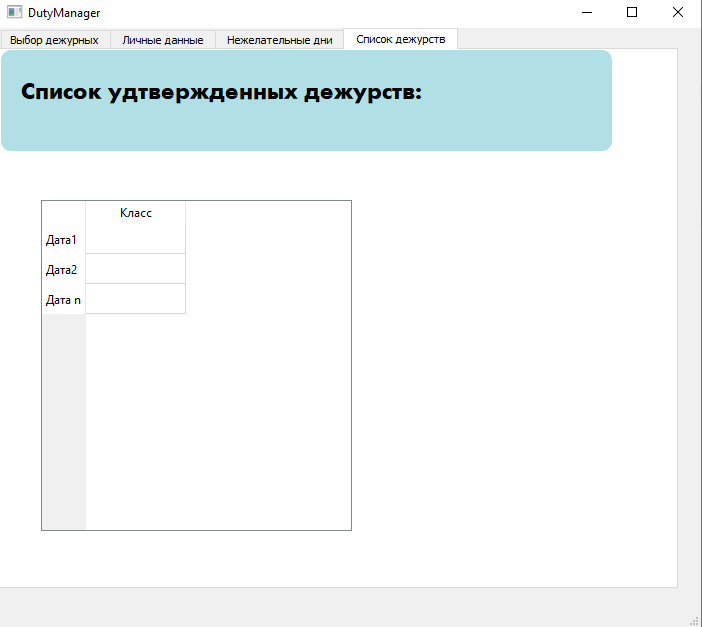 DutyManager
Выбор дежурных Личные данные Нежелательные дни Список дежурств
Список удтвержденных дежурств:
Класс
Дата1
Дата2
Дата n